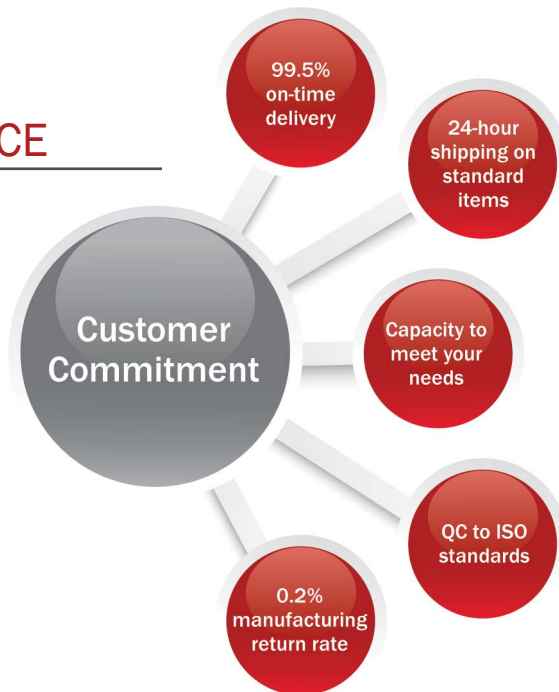 CE
99.5%
on-time
delivery
24-hour
shipping on
standard
items
Customer
Commitment
Capacity to
meet your
needs
QC to ISO
standards
0.2%
manufacturing
return rate